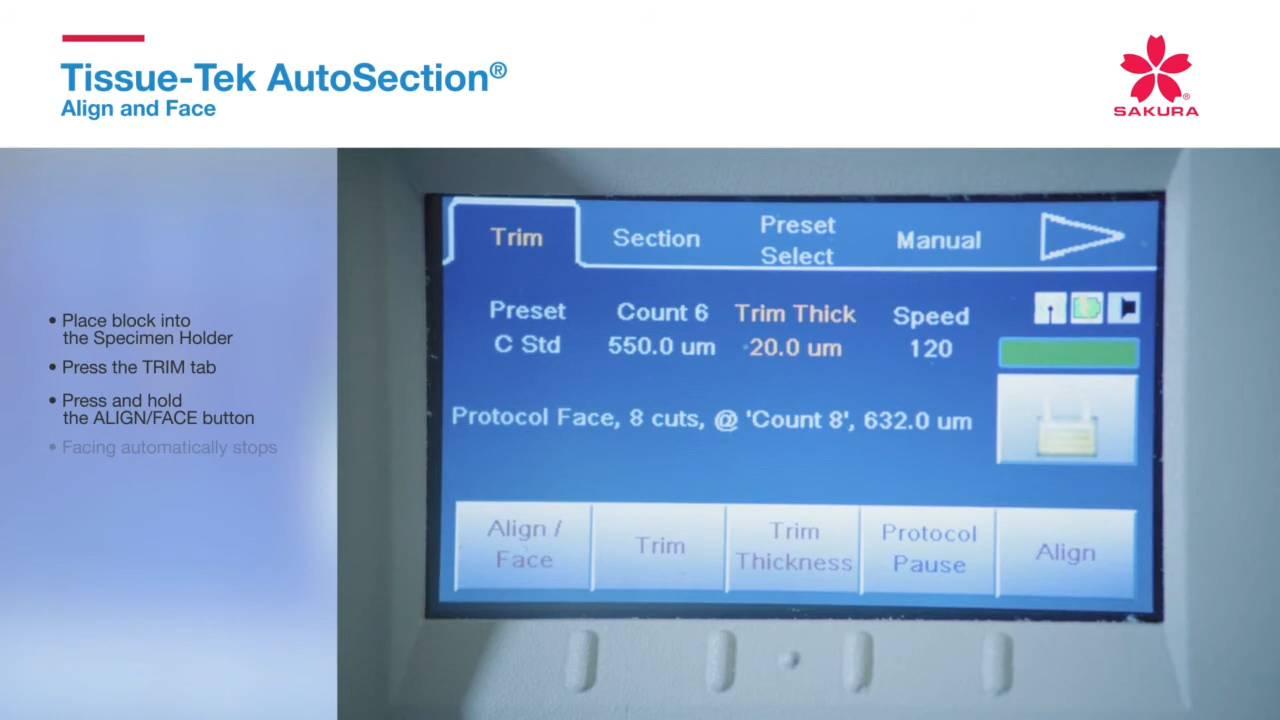 Tissue-Tek AutoSection®
Align and Face
SAKURA®
• Place block into
the Specimen Holder
• Press the TRIM tab
• Press and hold
the ALIGN/FACE button
• Facing automatically stops
Trim
Section
Preset
Select
Manual
Preset
C Std
Count 6
550.0 um
Trim Thick
20.0 um
Speed
120
Protocol Face, 8 cuts, @ 'Count 8', 632.0 um
Align /
Face
Trim
Trim
Thickness
Protocol
Pause
Align